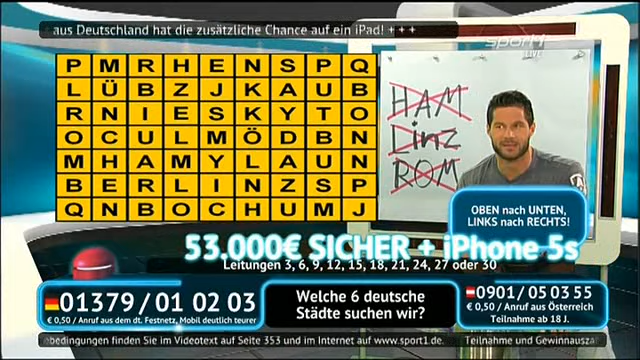 aus Deutschland hat die zusätzliche Chance auf ein iPad! + + +
sport1
LIVE
P M R H E N S P Q
L Ü B Z J K A U B
R N I E S K Y T O
O C U L M Ö D B N
M H A M Y L A U N
B E R L I N Z S P
Q N B O C H U M J
HAM
Linz
ROM
OBEN nach UNTEN,
LINKS nach RECHTS!
53.000€ SICHER + iPhone 5s
Leitungen 3, 6, 9, 12, 15, 18, 21, 24, 27 oder 30
01379/01 02 03
€ 0,50 / Anruf aus dem dt. Festnetz, Mobil deutlich teurer
Welche 6 deutsche
Städte suchen wir?
0901/05 03 55
€ 0,50 / Anruf aus Österreich
Teilnahme ab 18 J.
bedingungen finden Sie im Sport1 Text auf Seite 353 und im Internet auf www.sport1.de. Teilnahme und Gewinnausza